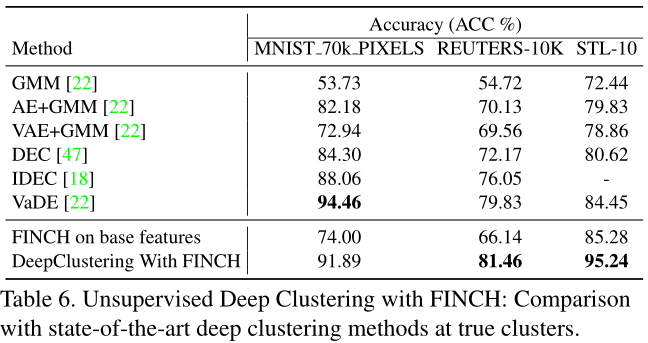 Accuracy (ACC %)
Method MNIST_70k_PIXELS REUTERS-10K STL-10
GMM [22] 53.73 54.72 72.44
AE+GMM [22] 82.18 70.13 79.83
VAE+GMM [22] 72.94 69.56 78.86
DEC [47] 84.30 72.17 80.62
IDEC [18] 88.06 76.05 -
VaDE [22] 94.46 79.83 84.45
FINCH on base features 74.00 66.14 85.28
DeepClustering With FINCH 91.89 81.46 95.24
Table 6. Unsupervised Deep Clustering with FINCH: Comparison
with state-of-the-art deep clustering methods at true clusters.